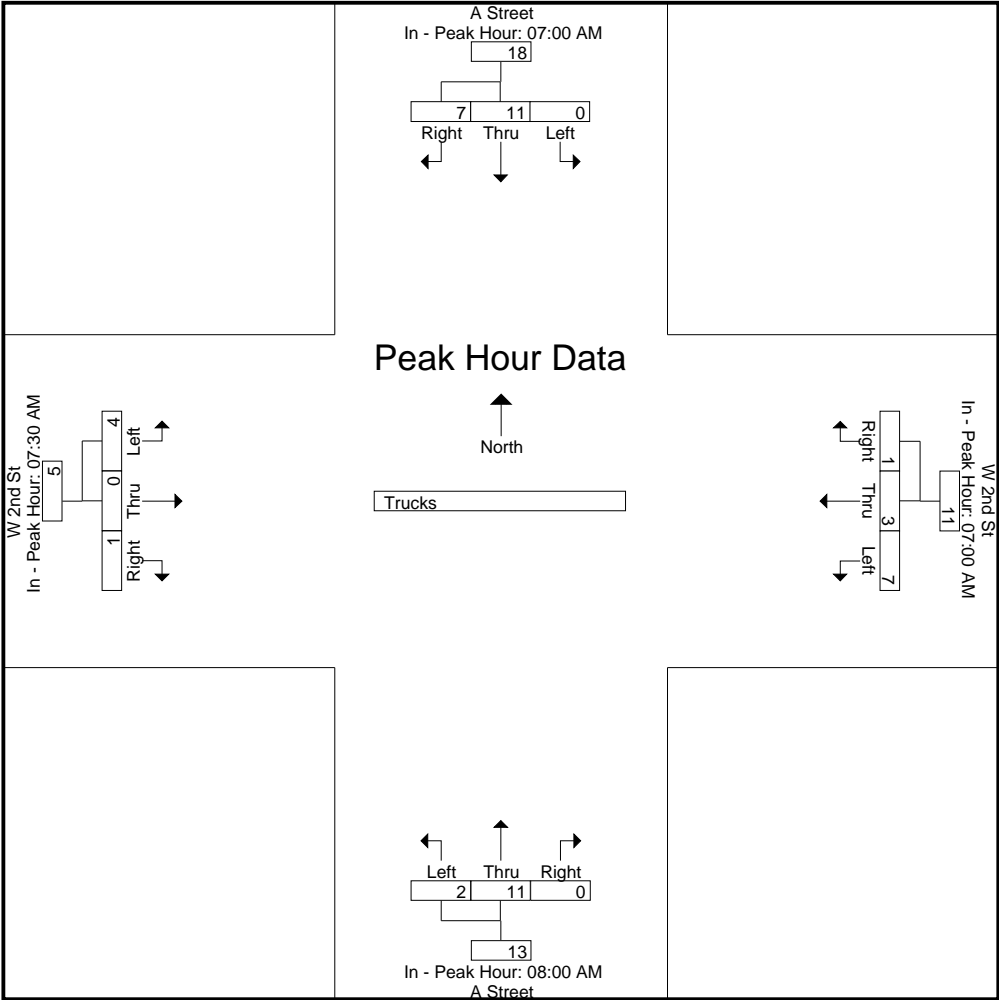 A Street
In - Peak Hour: 07:00 AM
18
7 11 0
Right Thru Left
Peak Hour Data
North
Trucks
W 2nd St
In - Peak Hour: 07:30 AM
5
4 0 1
Left Thru Right
W 2nd St
In - Peak Hour: 07:00 AM
11
1 3 7
Right Thru Left
Left Thru Right
2 11 0
13
In - Peak Hour: 08:00 AM
A Street